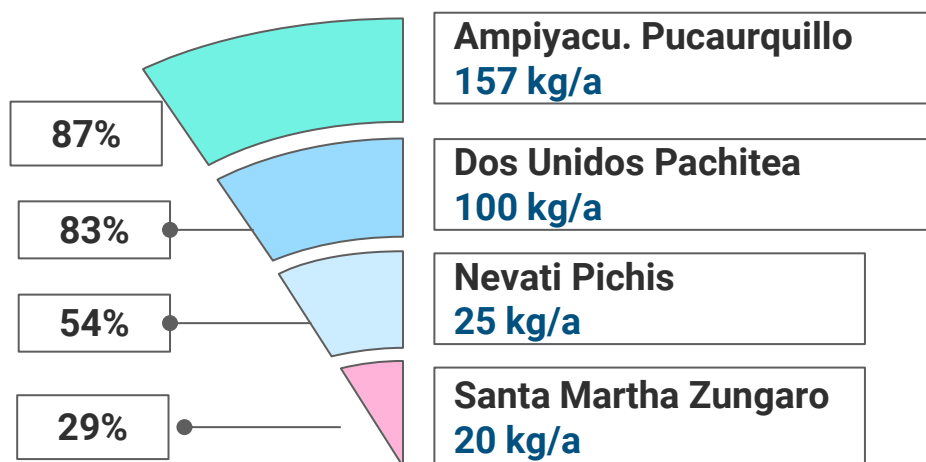 Ampiyacu. Pucaurquillo
157 kg/a
87%
Dos Unidos Pachitea
100 kg/a
83%
Nevati Pichis
25 kg/a
54%
Santa Martha Zungaro
20 kg/a
29%